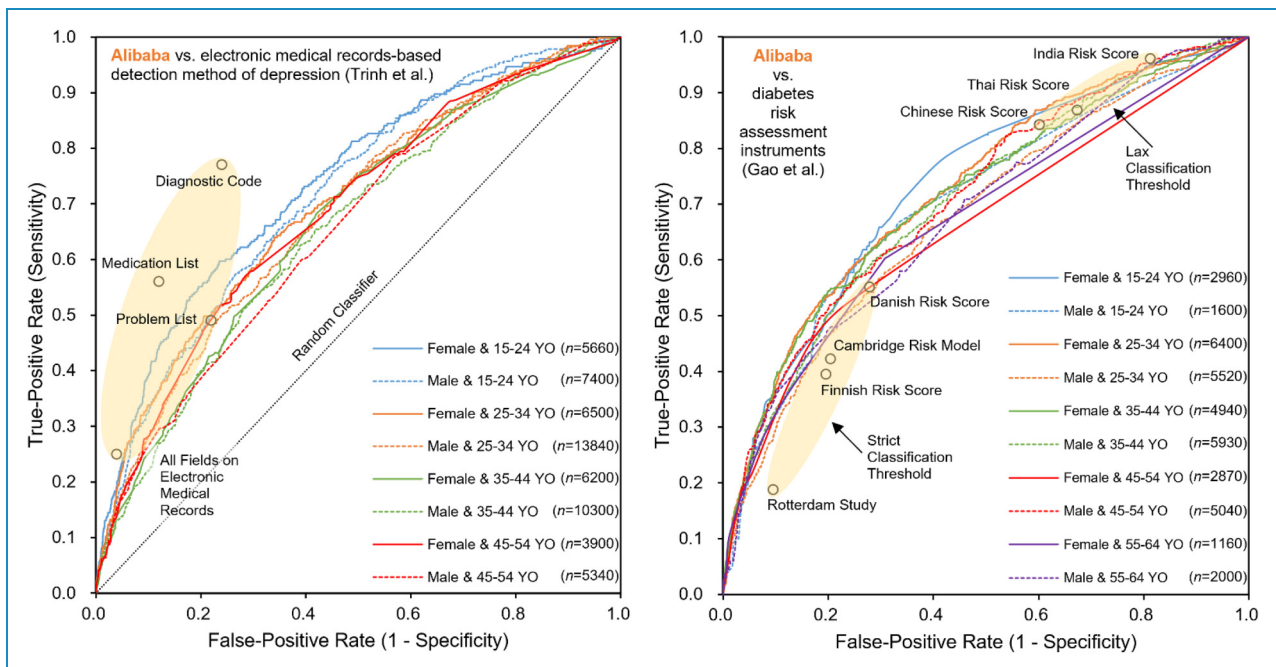 Alibaba vs. electronic medical records-based
detection method of depression (Trinh et al.)
True-Positive Rate (Sensitivity)
1.0
0.9
0.8
0.7
0.6
0.5
0.4
0.3
0.2
0.1
0.0
Diagnostic Code
Medication List
Problem List
All Fields on
Electronic
Medical
Records
Random Classifier
Female & 15-24 YO (n=5660)
Male & 15-24 YO (n=7400)
Female & 25-34 YO (n=6500)
Male & 25-34 YO (n=13840)
Female & 35-44 YO (n=6200)
Male & 35-44 YO (n=10300)
Female & 45-54 YO (n=3900)
Male & 45-54 YO (n=5340)
0.0 0.2 0.4 0.6 0.8 1.0
False-Positive Rate (1 - Specificity)
Alibaba
vs.
diabetes
risk
assessment
instruments
(Gao et al.)
True-Positive Rate (Sensitivity)
1.0
0.9
0.8
0.7
0.6
0.5
0.4
0.3
0.2
0.1
0.0
India Risk Score
Thai Risk Score
Chinese Risk Score
Lax
Classification
Threshold
Danish Risk Score
Cambridge Risk Model
Finnish Risk Score
Strict
Classification
Threshold
Rotterdam Study
Female & 15-24 YO (n=2960)
Male & 15-24 YO (n=1600)
Female & 25-34 YO (n=6400)
Male & 25-34 YO (n=5520)
Female & 35-44 YO (n=4940)
Male & 35-44 YO (n=5930)
Female & 45-54 YO (n=2870)
Male & 45-54 YO (n=5040)
Female & 55-64 YO (n=1160)
Male & 55-64 YO (n=2000)
0.0 0.2 0.4 0.6 0.8 1.0
False-Positive Rate (1 - Specificity)